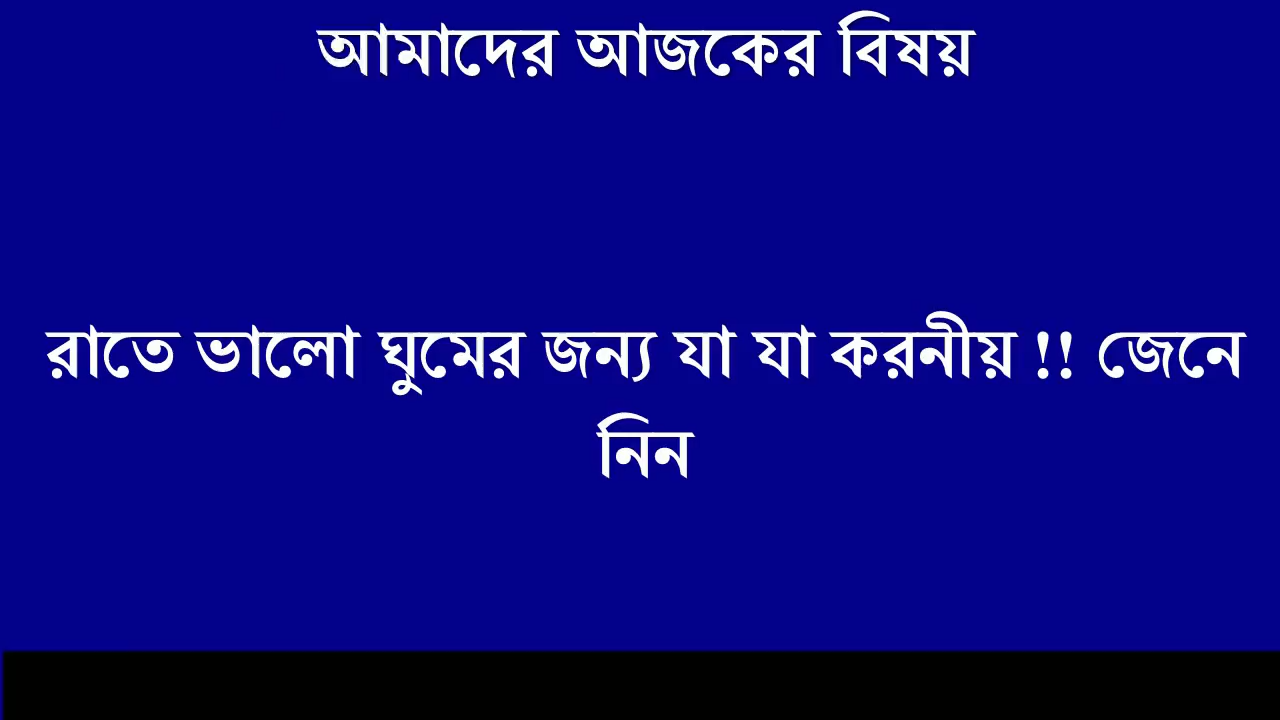 আমাদের আজকের বিষয়
রাতে ভালো ঘুমের জন্য যা যা করনীয় !! জেনে
নিন